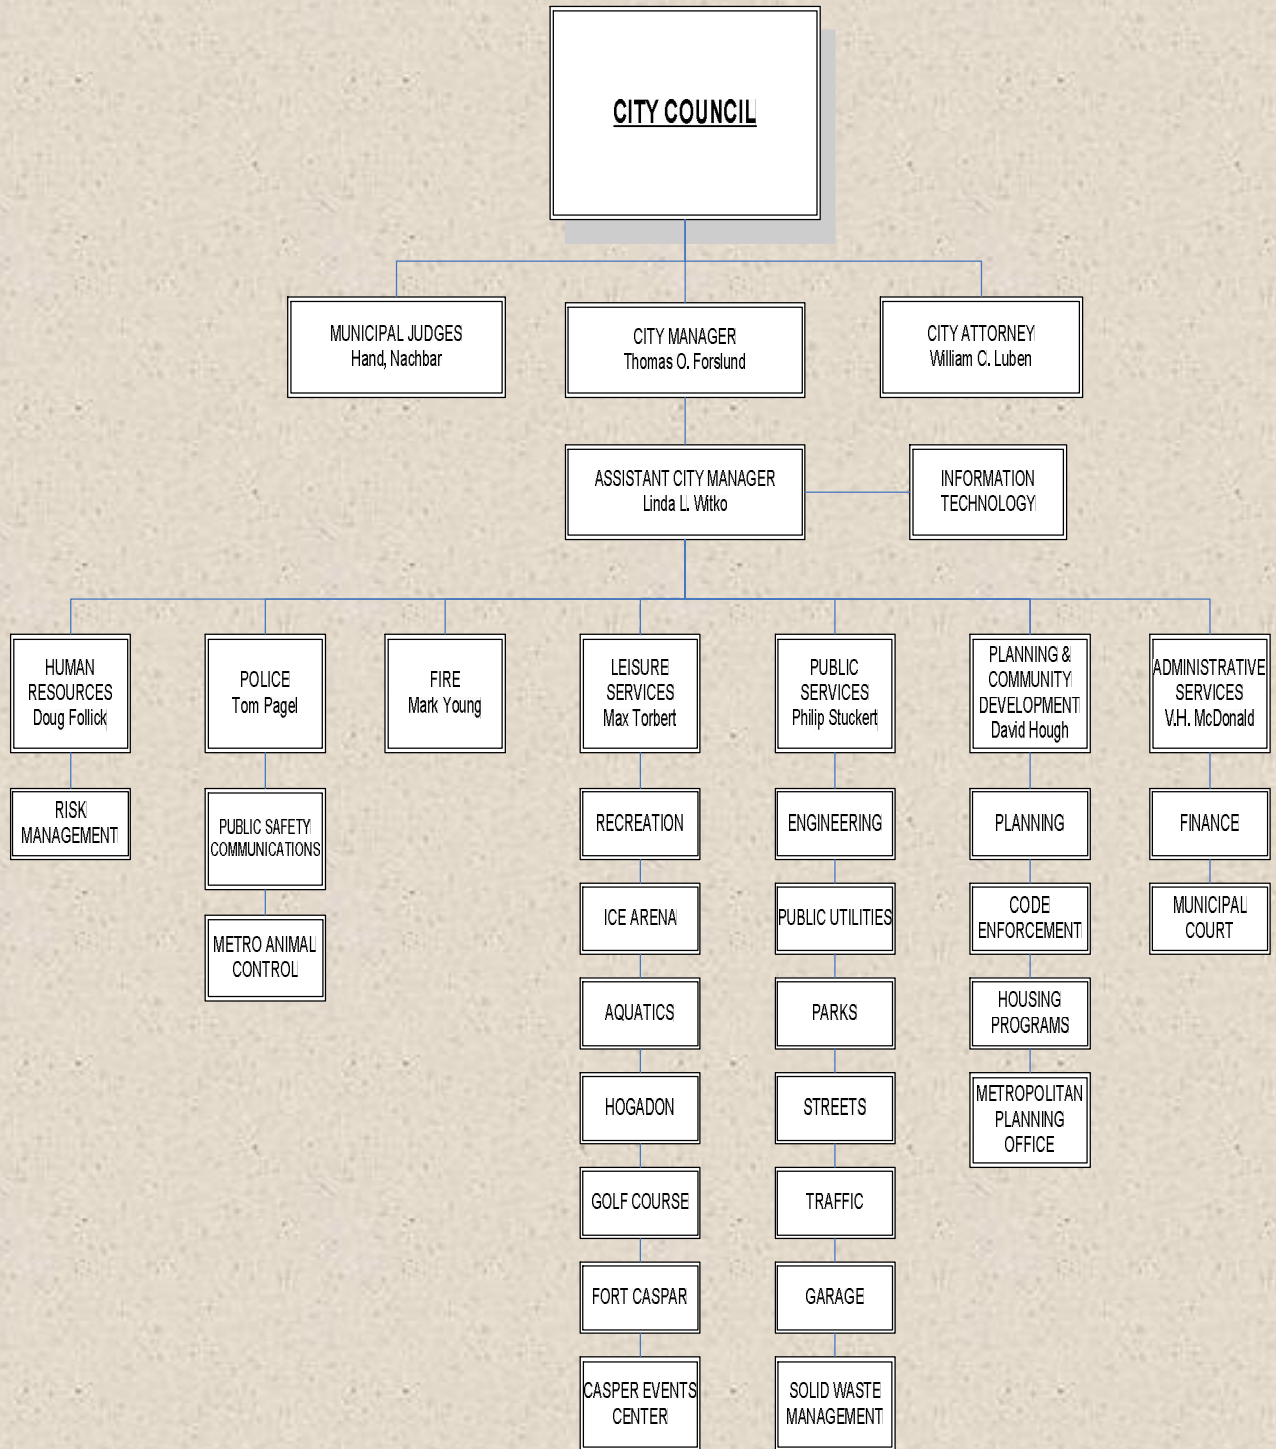 CITY COUNCIL
MUNICIPAL JUDGES
Hand, Nachbar
CITY MANAGER
Thomas O. Forslund
CITY ATTORNEY
William C. Luben
ASSISTANT CITY MANAGER
Linda L. Witko
INFORMATION
TECHNOLOGY
HUMAN
RESOURCES
Doug Follick
POLICE
Tom Pagel
FIRE
Mark Young
LEISURE
SERVICES
Max Torbert
PUBLIC
SERVICES
Philip Stuckert
PLANNING &
COMMUNITY
DEVELOPMENT
David Hough
ADMINISTRATIVE
SERVICES
V.H. McDonald
RISK
MANAGEMENT
PUBLIC SAFETY
COMMUNICATIONS
METRO ANIMAL
CONTROL
RECREATION
ICE ARENA
AQUATICS
HOGADON
GOLF COURSE
FORT CASPAR
CASPER EVENTS
CENTER
ENGINEERING
PUBLIC UTILITIES
PARKS
STREETS
TRAFFIC
GARAGE
SOLID WASTE
MANAGEMENT
PLANNING
CODE
ENFORCEMENT
HOUSING
PROGRAMS
METROPOLITAN
PLANNING
OFFICE
FINANCE
MUNICIPAL
COURT